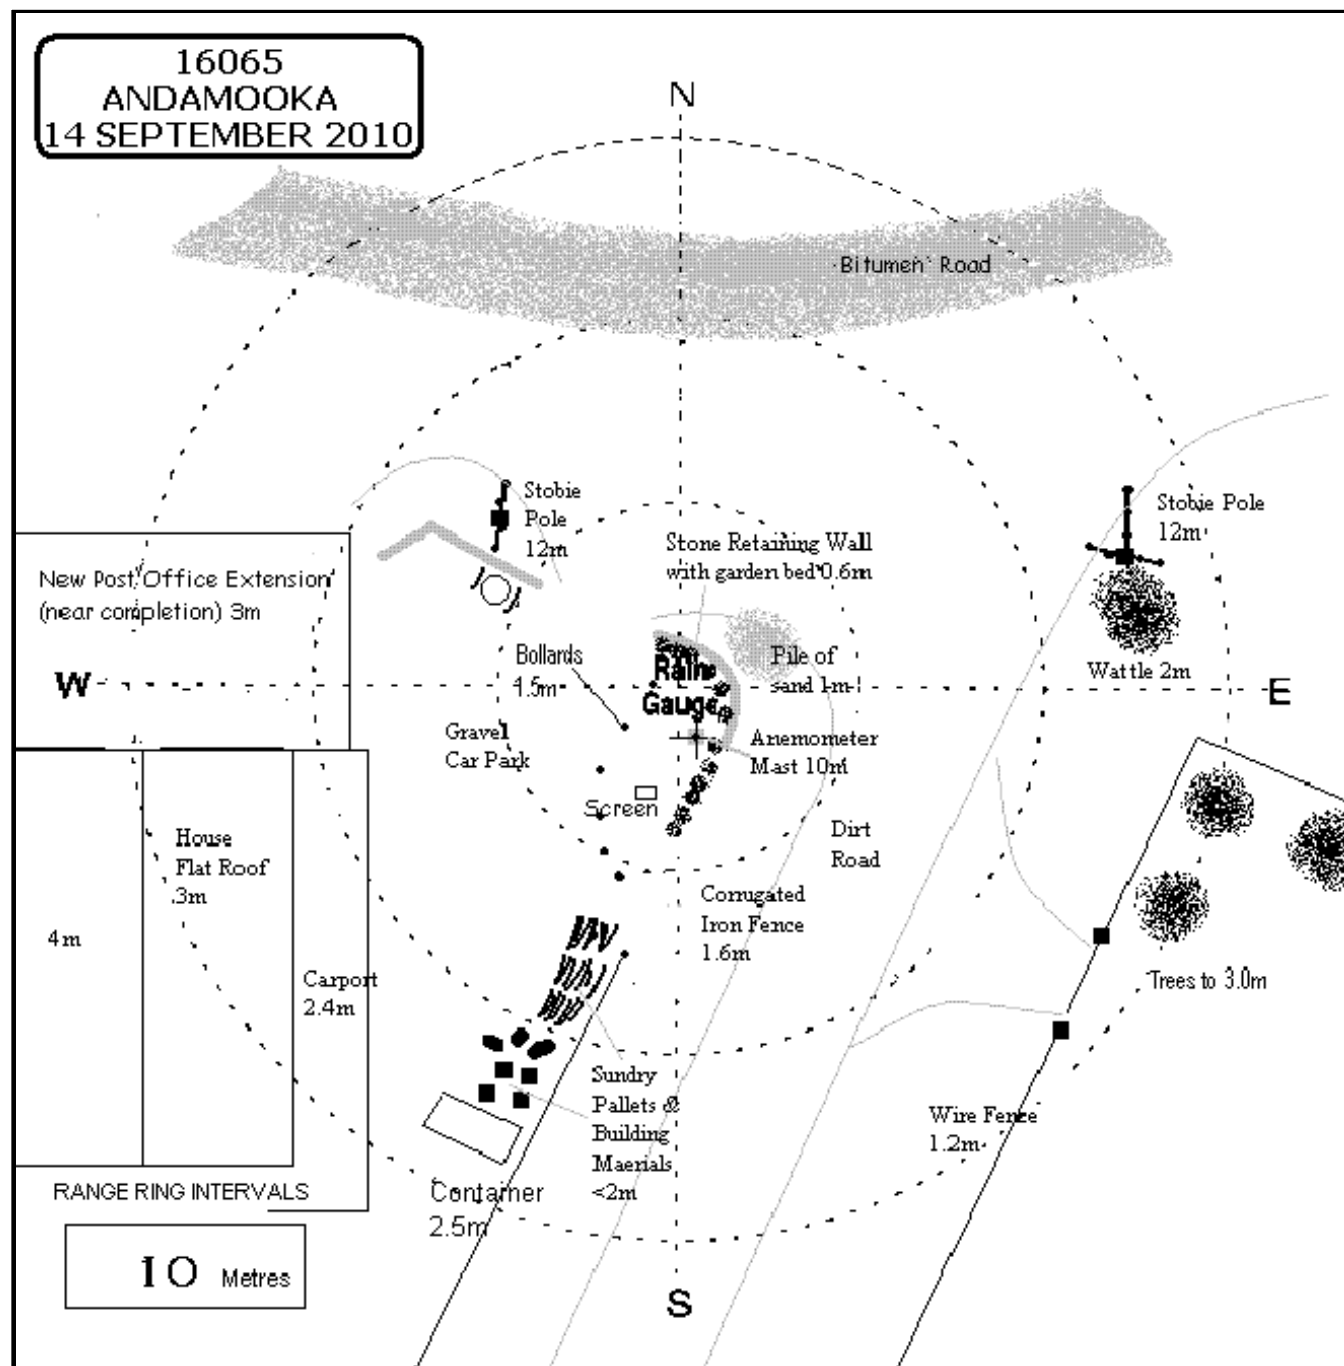 16065
ANDAMOOKA
14 SEPTEMBER 2010
N
Bitumen Road
Stobie
Pole
12m
Stobie Pole
12m
Stone Retaining Wall
with garden bed 0.6m
New Post Office Extension
(near completion) 3m
Bollards
1.5m
Rain
Gauge
Pile of
sand 1m
Wattle 2m
W
E
Gravel
Car Park
Anemometer
Mast 10m
Screen
House
Flat Roof
3m
Dirt
Road
4m
Corrugated
Iron Fence
1.6m
Carport
2.4m
Trees to 3.0m
Sundry
Pallets &
Building
Maerials
<2m
Wire Fence
1.2m
Container
2.5m
RANGE RING INTERVALS
10 Metres
S